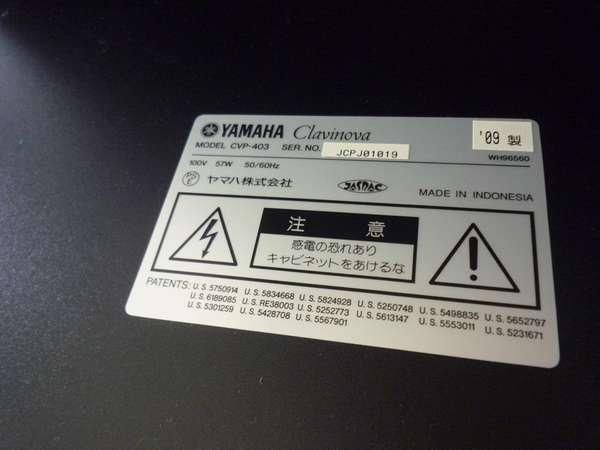 YAMAHA Clavinova
MODEL CVP-403 SER. NO. JCPJ01019
'09 製
100V 57W 50/60Hz
WH96560
ヤマハ株式会社 JASRAC
MADE IN INDONESIA
注意
感電の恐れあり
キャビネットをあけるな
PATENTS: U. S. 5750914 U. S. 5834668 U. S. 5824928 U. S. 5250748 U. S. 5498835 U. S. 5652797
U. S. 6189085 U. S. RE38003 U. S. 5252773 U. S. 5613147 U. S. 5553011 U. S. 5231671
U. S. 5301259 U. S. 5428708 U. S. 5567901